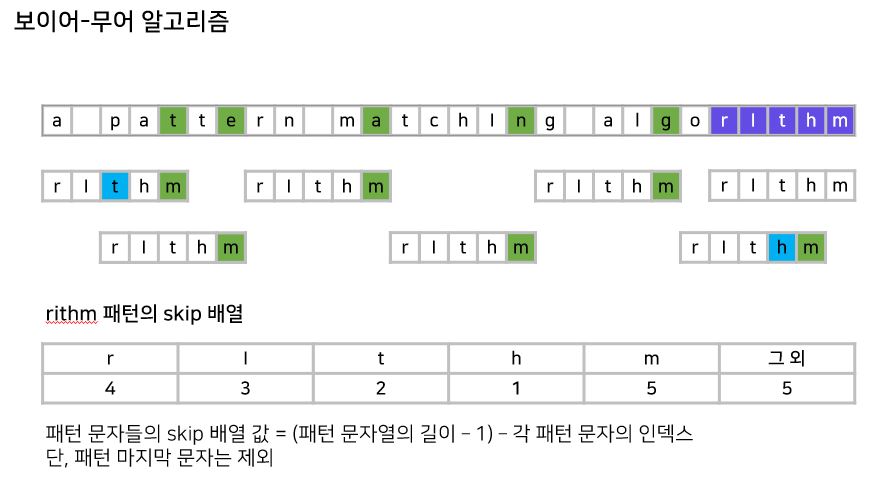 보이어-무어 알고리즘
a p a t t e r n m a t c h I n g a l g o r I t h m
r I t h m r I t h m r I t h m r I t h m
r I t h m r I t h m r I t h m
rithm 패턴의 skip 배열
r I t h m 그 외
4 3 2 1 5 5
패턴 문자들의 skip 배열 값 = (패턴 문자열의 길이 – 1) – 각 패턴 문자의 인덱스
단, 패턴 마지막 문자는 제외